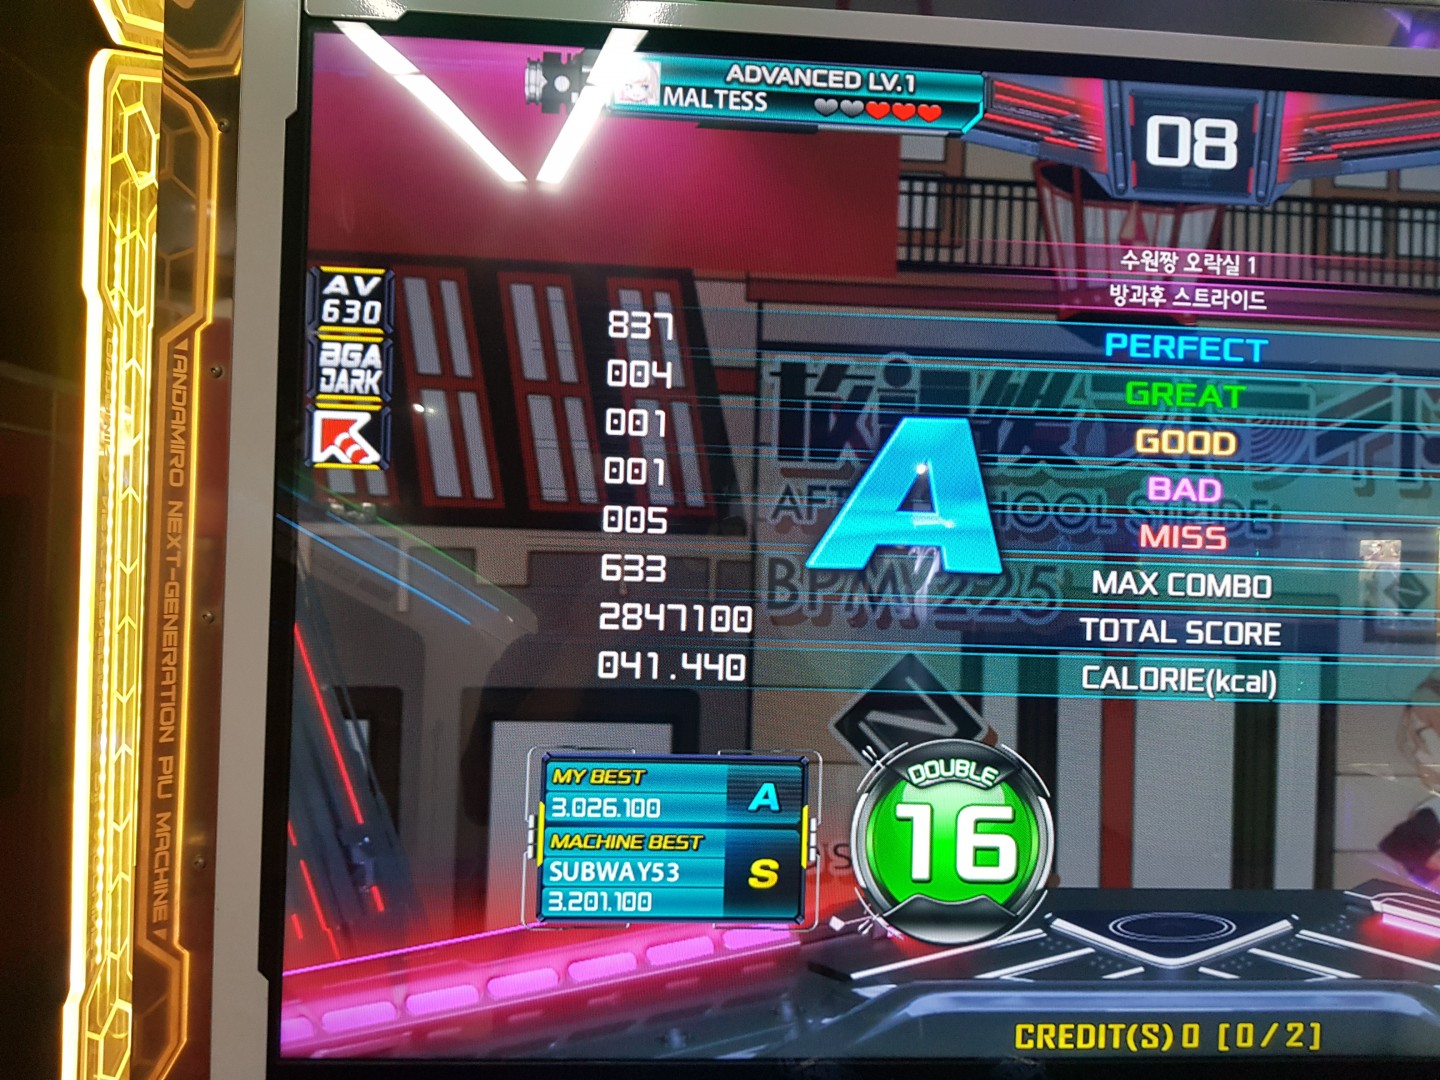 ADVANCED LV.1
MALTESS
08
수원짱 오락실 1
방과후 스트라이드
AV
630
BGA
DARK
837
PERFECT
004
GREAT
001
GOOD
001
BAD
005
MISS
633
MAX COMBO
2847100
TOTAL SCORE
041.440
CALORIE(kcal)
A
BPM 225
MY BEST
3.026.100
A
MACHINE BEST
SUBWAY53
3.201.100
S
DOUBLE
16
CREDIT(S) 0 [0/2]
ANDAMIRO NEXT-GENERATION PIU MACHINE